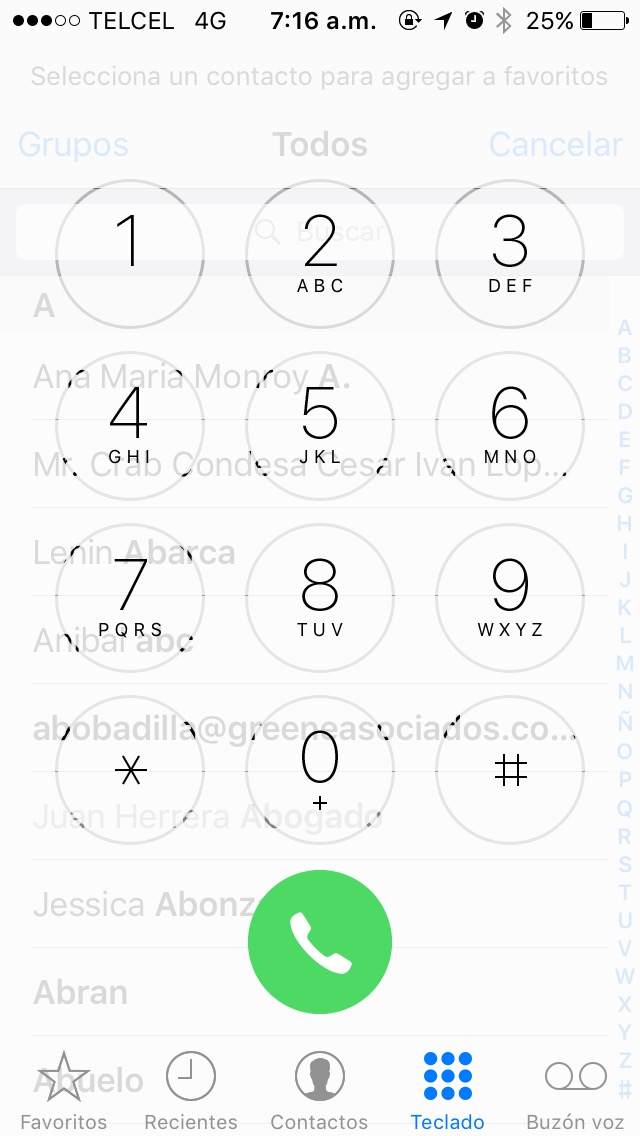 TELCEL 4G 7:16 a.m. 25%
Selecciona un contacto para agregar a favoritos
Grupos Todos Cancelar
Buscar
1 2 3
ABC DEF
A
Ana Maria Monroy A.
4 5 6
GHI JKL MNO
Mr. Crab Condesa Cesar Ivan Lop...
Lenin Abarca
7 8 9
PQRS TUV WXYZ
Anibal abc
abobadilla@greeneasociados.co...
* 0 #
+
Juan Herrera Abogado
Jessica Abonz
Abran
Abuelo
A
B
C
D
E
F
G
H
I
J
K
L
M
N
Ñ
O
P
Q
R
S
T
U
V
W
X
Y
Z
#
Favoritos Recientes Contactos Teclado Buzón voz